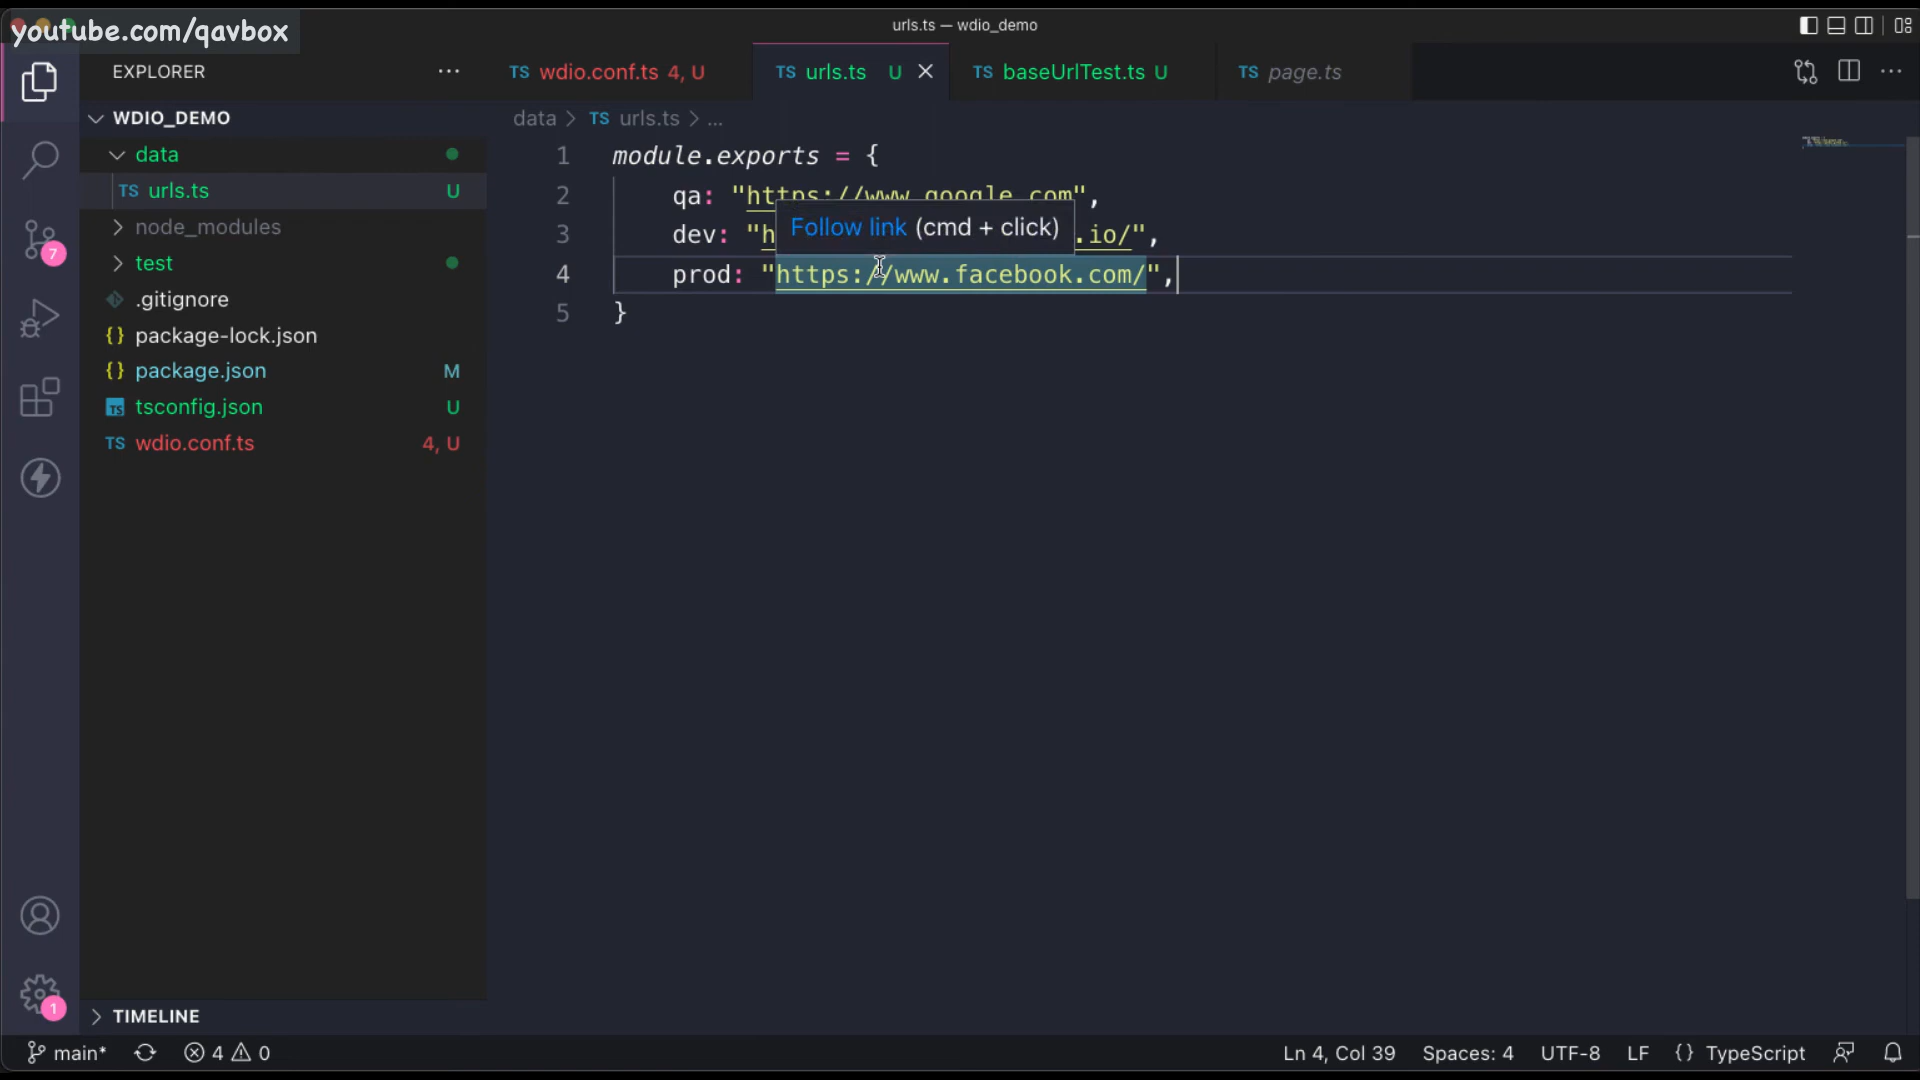 youtube.com/qavbox
urls.ts — wdio_demo
EXPLORER
TS wdio.conf.ts 4, U
TS urls.ts U
TS baseUrlTest.ts U
TS page.ts
WDIO_DEMO
data > TS urls.ts > ...
data
TS urls.ts U
node_modules
test
.gitignore
{} package-lock.json
{} package.json M
TS tsconfig.json U
TS wdio.conf.ts 4, U
1 module.exports = {
2 qa: "https://www.google.com",
Follow link (cmd + click)
3 dev: "h .io/",
4 prod: "https://www.facebook.com/",
5 }
7
1
TIMELINE
main* 4 0 Ln 4, Col 39 Spaces: 4 UTF-8 LF {} TypeScript